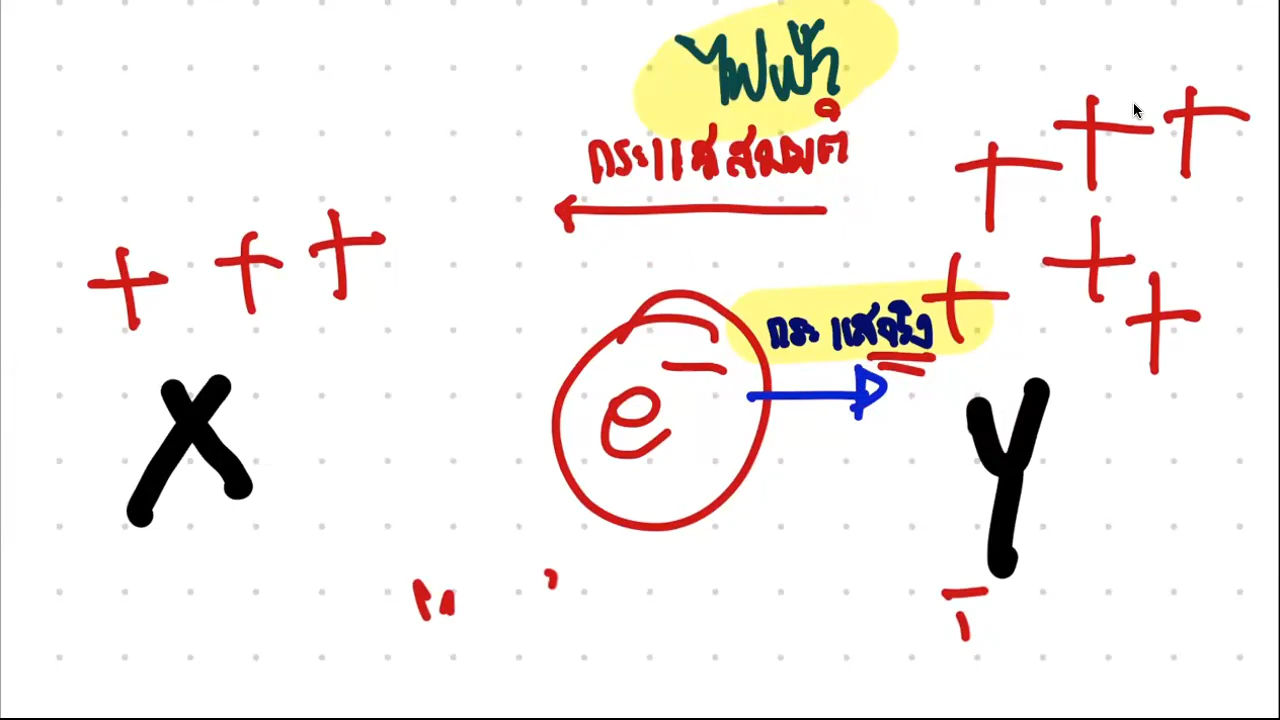 ไฟฟ้า
กระแสสมมติ
+ + + + + +
+ + +
กระแสจริง
e⁻
X
y